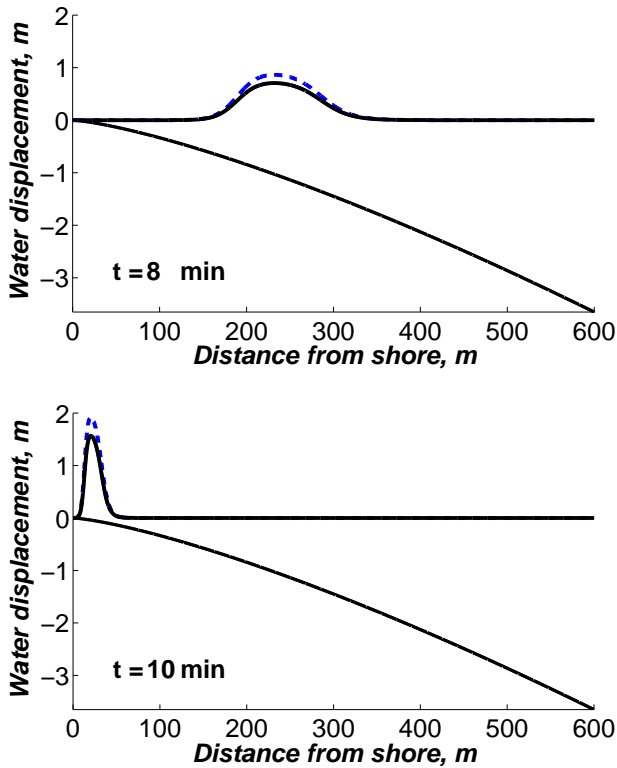 Water displacement, m
2
1
0
−1
−2
−3
t = 8 min
0 100 200 300 400 500 600
Distance from shore, m
Water displacement, m
2
1
0
−1
−2
−3
t = 10 min
0 100 200 300 400 500 600
Distance from shore, m